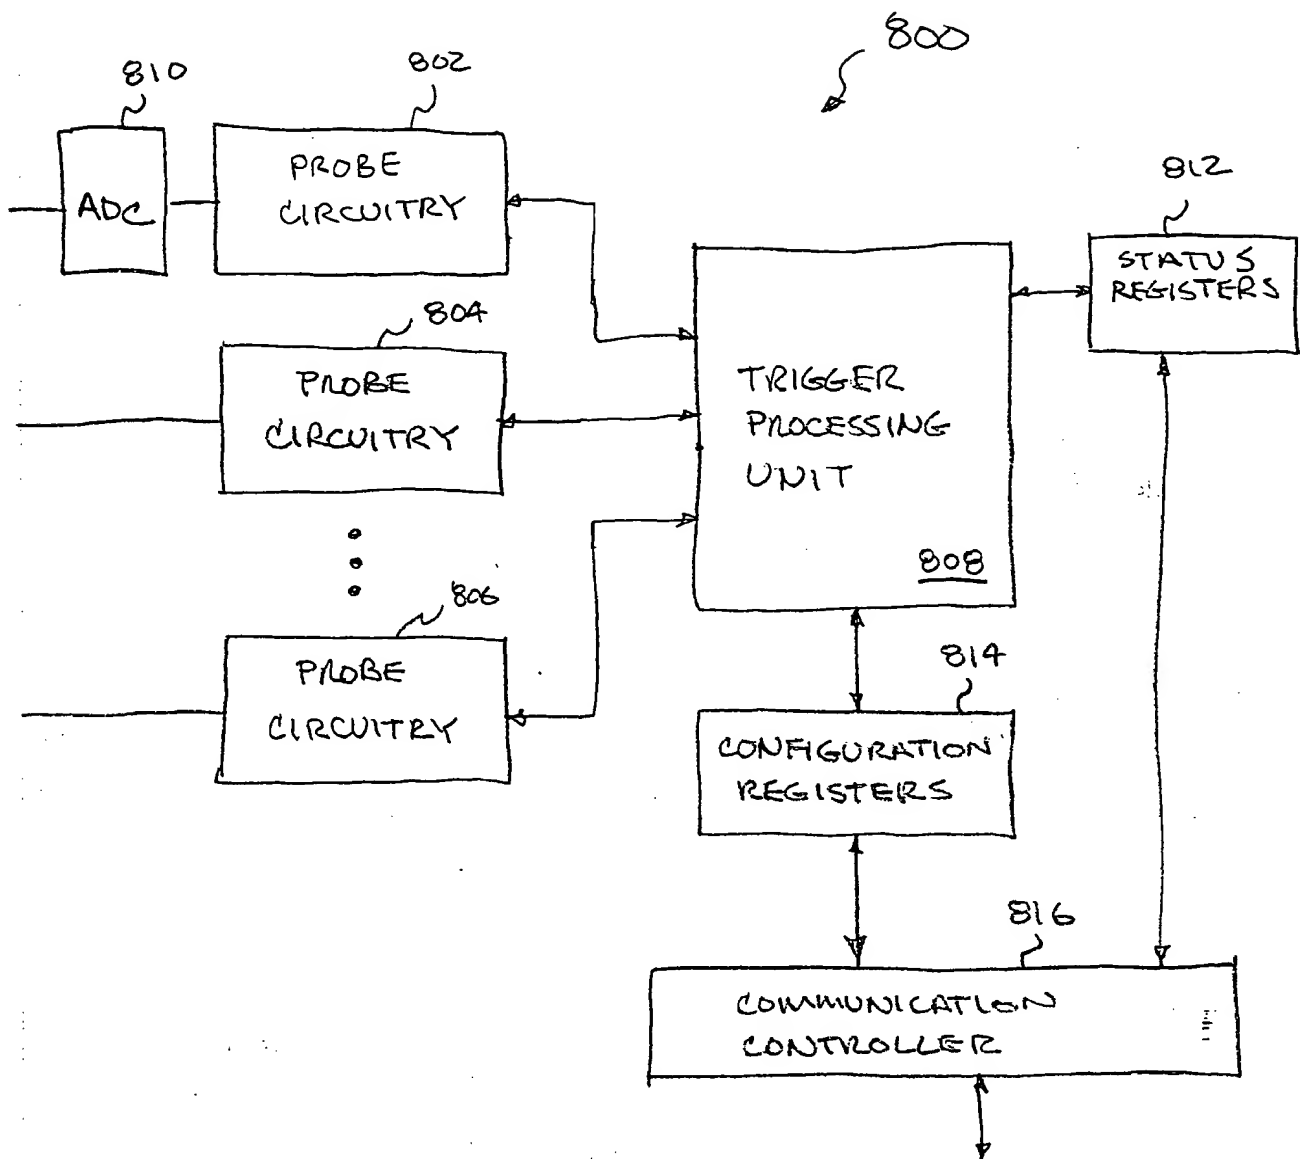 800
810
802
ADC
PROBE
CIRCUITRY
812
STATUS
REGISTERS
804
PROBE
CIRCUITRY
TRIGGER
PROCESSING
UNIT
808
806
PROBE
CIRCUITRY
814
CONFIGURATION
REGISTERS
816
COMMUNICATION
CONTROLLER